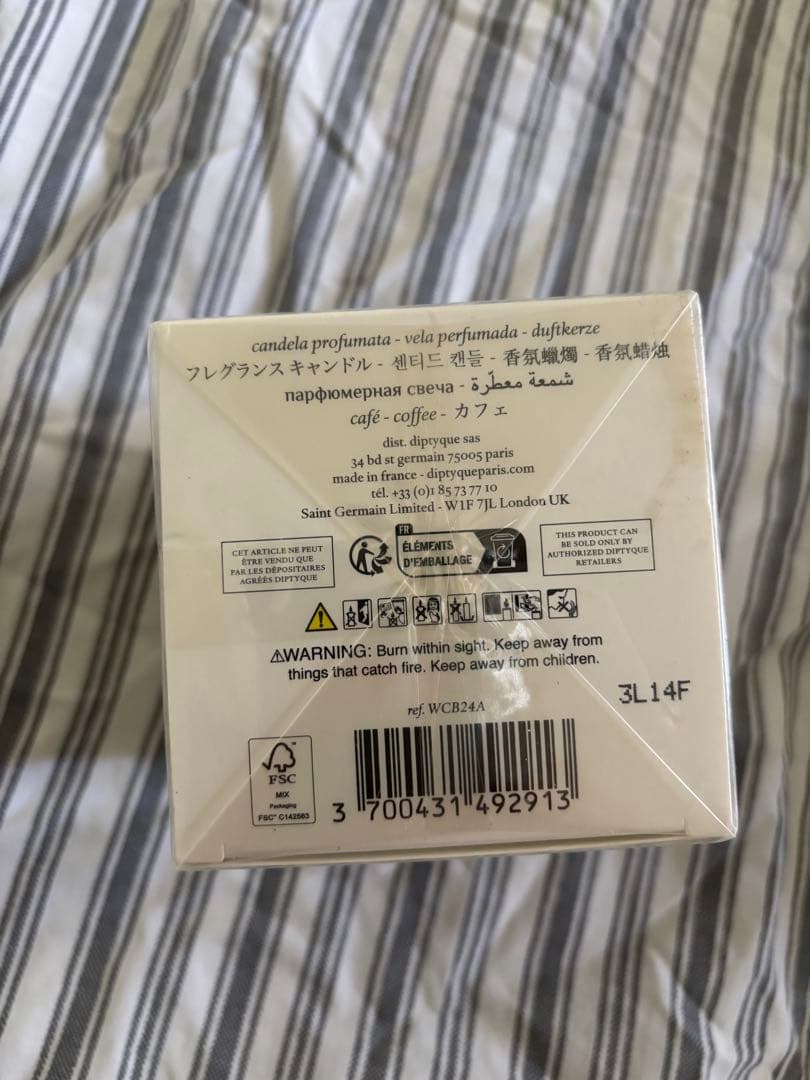 candela profumata - vela perfumada - duftkerze
フレグランス キャンドル - 센티드 캔들 - 香氛蠟燭 - 香氛蜡烛
парфюмерная свеча - شمعة معطّرة
café - coffee - カフェ
dist. diptyque sas
34 bd st germain 75005 paris
made in france - diptyqueparis.com
tél. +33 (0)1 85 73 77 10
Saint Germain Limited - W1F 7JL London UK
CET ARTICLE NE PEUT
ÊTRE VENDU QUE
PAR LES DÉPOSITAIRES
AGRÉÉS DIPTYQUE
FR
ÉLÉMENTS
D'EMBALLAGE
THIS PRODUCT CAN
BE SOLD ONLY BY
AUTHORIZED DIPTYQUE
RETAILERS
⚠WARNING: Burn within sight. Keep away from
things that catch fire. Keep away from children.
3L14F
ref. WCB24A
FSC
MIX
Packaging
FSC™ C142563
3 700431 492913